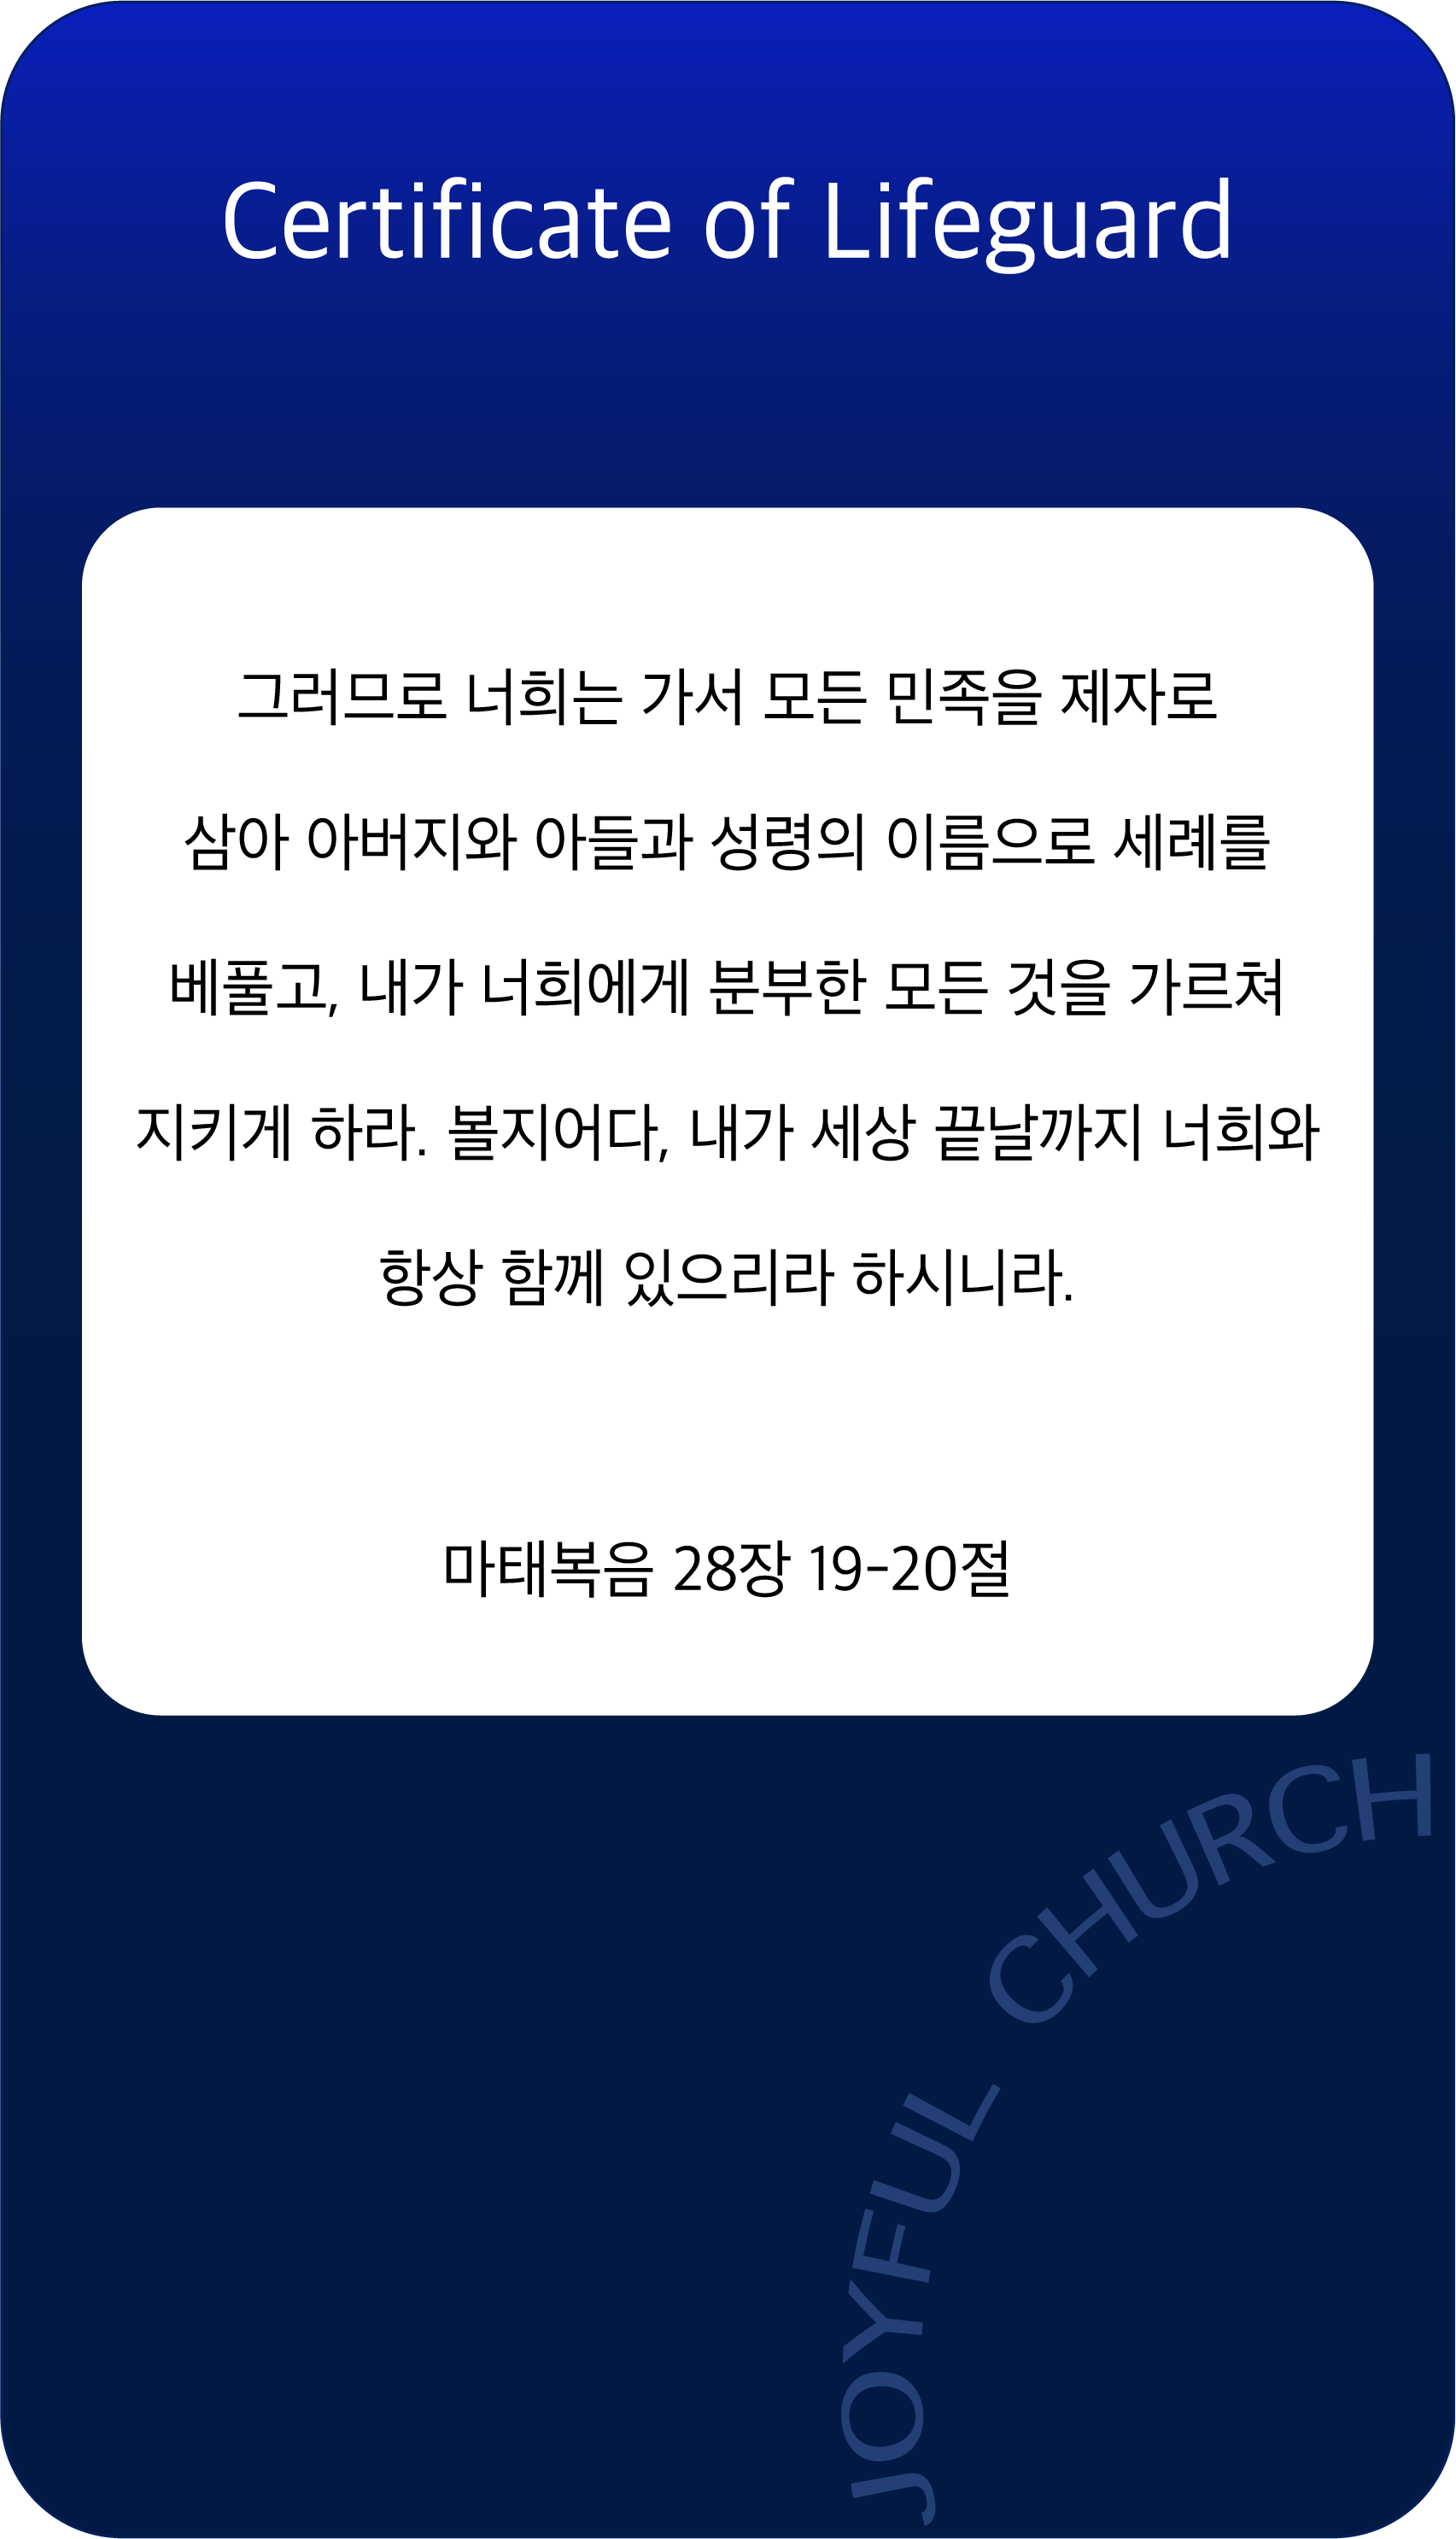 Certificate of Lifeguard
그러므로 너희는 가서 모든 민족을 제자로
삼아 아버지와 아들과 성령의 이름으로 세례를
베풀고, 내가 너희에게 분부한 모든 것을 가르쳐
지키게 하라. 볼지어다, 내가 세상 끝날까지 너희와
항상 함께 있으리라 하시니라.
마태복음 28장 19-20절
JOYFUL CHURCH